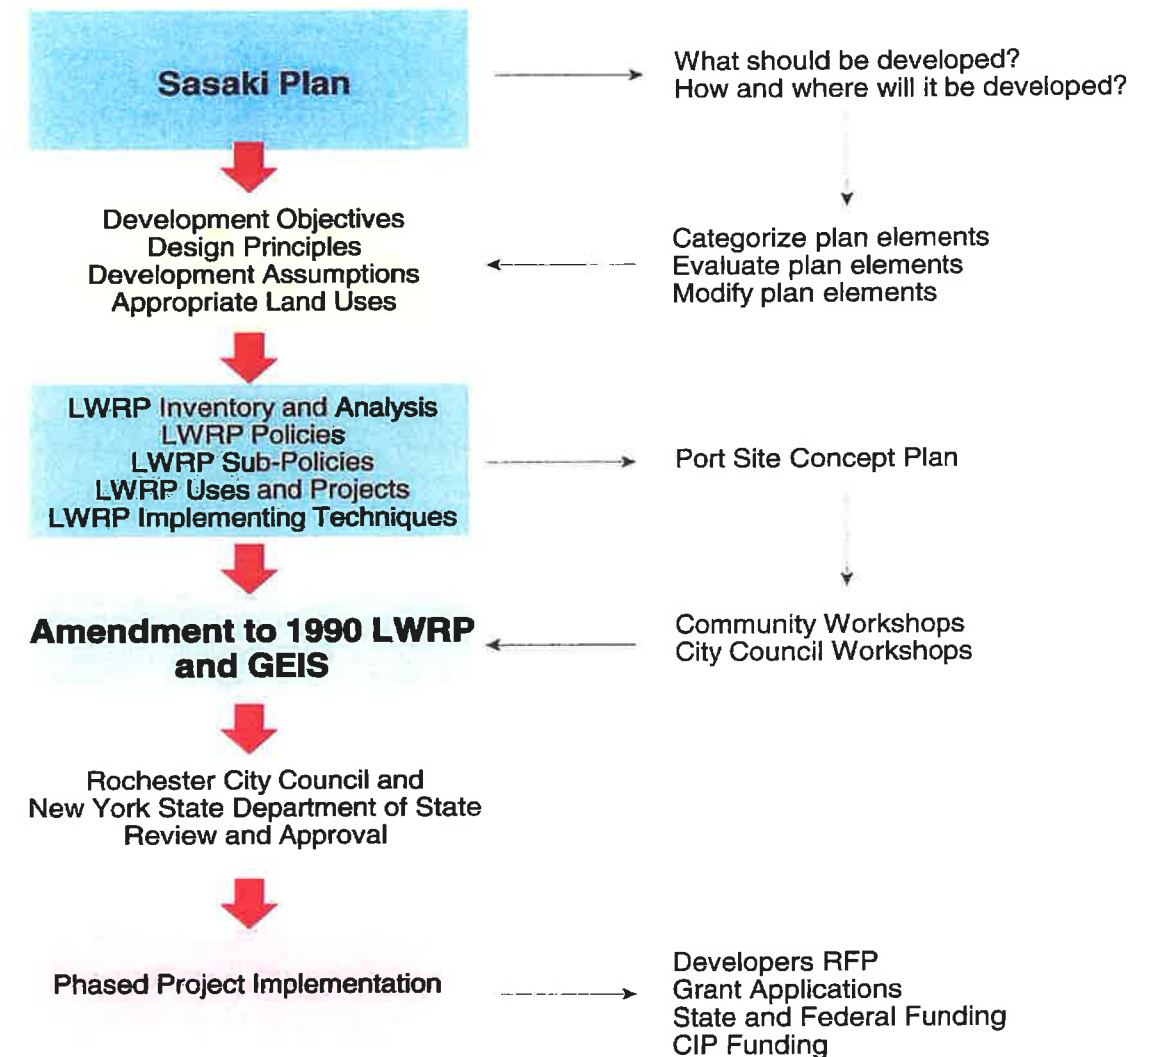 Sasaki Plan
What should be developed?
How and where will it be developed?
Development Objectives
Design Principles
Development Assumptions
Appropriate Land Uses
Categorize plan elements
Evaluate plan elements
Modify plan elements
LWRP Inventory and Analysis
LWRP Policies
LWRP Sub-Policies
LWRP Uses and Projects
LWRP Implementing Techniques
Port Site Concept Plan
Amendment to 1990 LWRP
and GEIS
Community Workshops
City Council Workshops
Rochester City Council and
New York State Department of State
Review and Approval
Phased Project Implementation
Developers RFP
Grant Applications
State and Federal Funding
CIP Funding